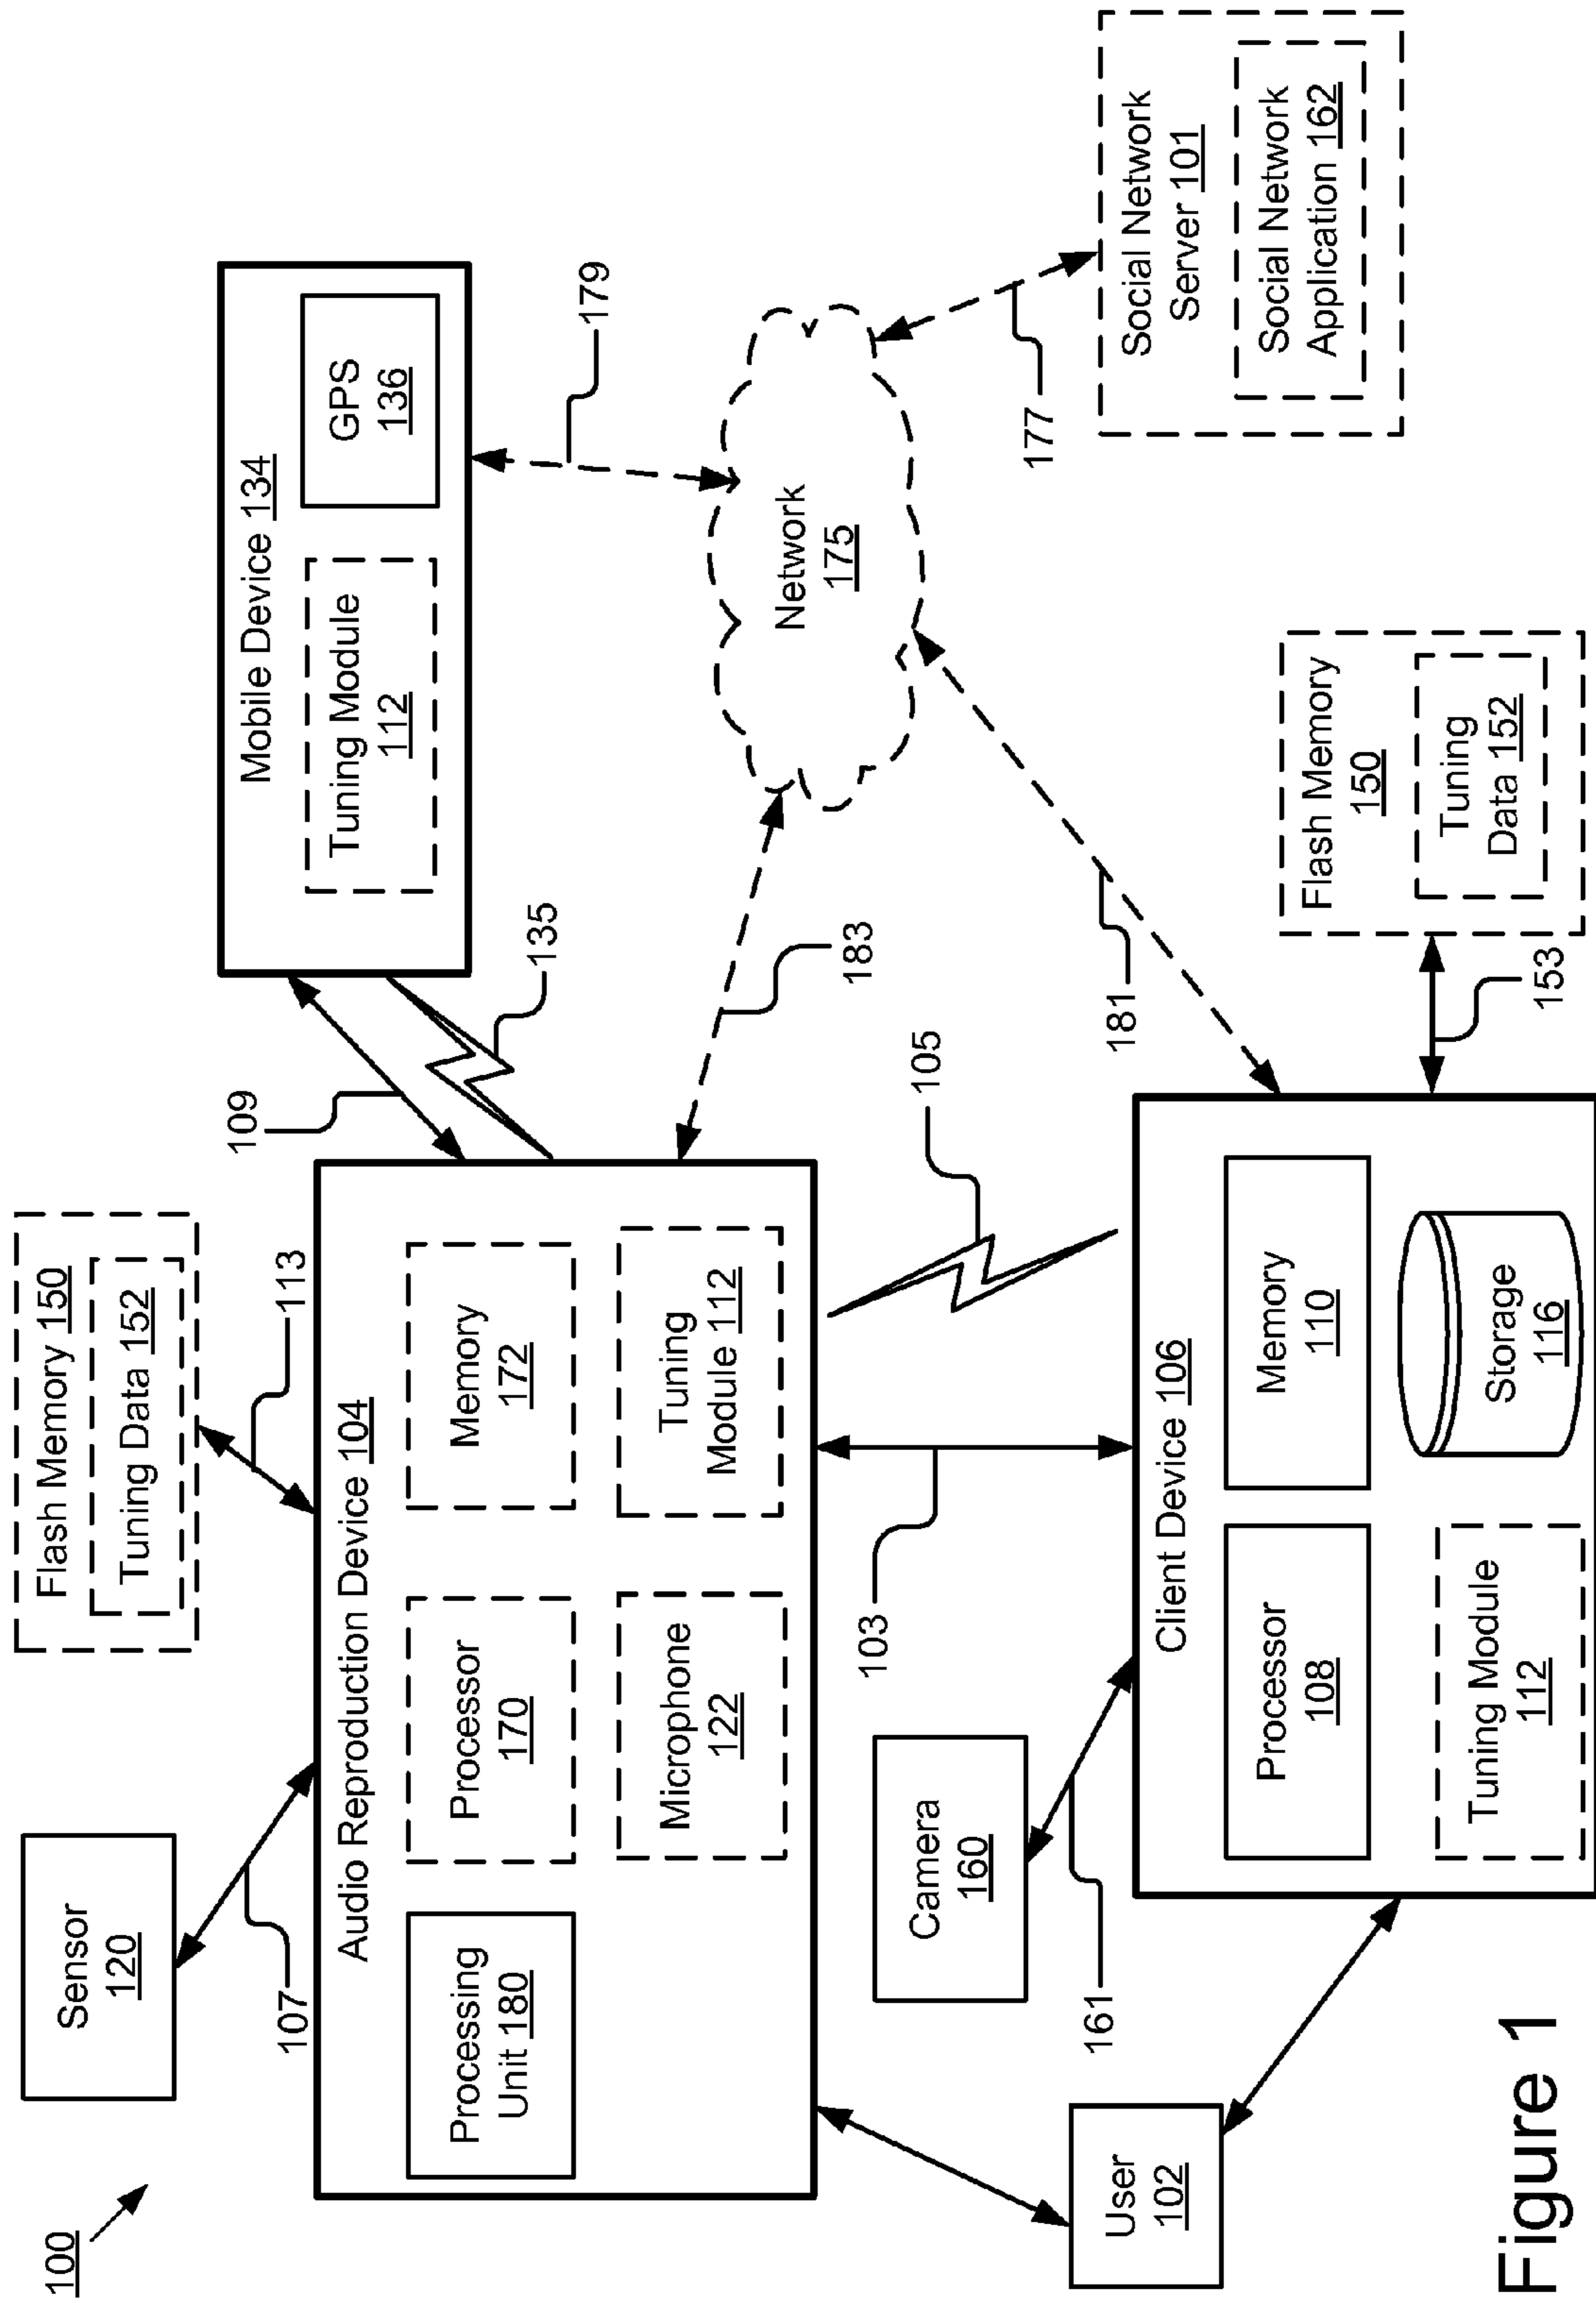 100
Sensor
120
107
Flash Memory 150
Tuning Data 152
113
Audio Reproduction Device 104
Processing
Unit 180
Processor
170
Memory
172
Microphone
122
Tuning
Module 112
109
135
Mobile Device 134
Tuning Module
112
GPS
136
179
183
Network
175
177
Social Network
Server 101
Social Network
Application 162
103
105
181
User
102
Camera
160
161
Client Device 106
Processor
108
Memory
110
Tuning Module
112
Storage
116
153
Flash Memory
150
Tuning
Data 152
Figure 1